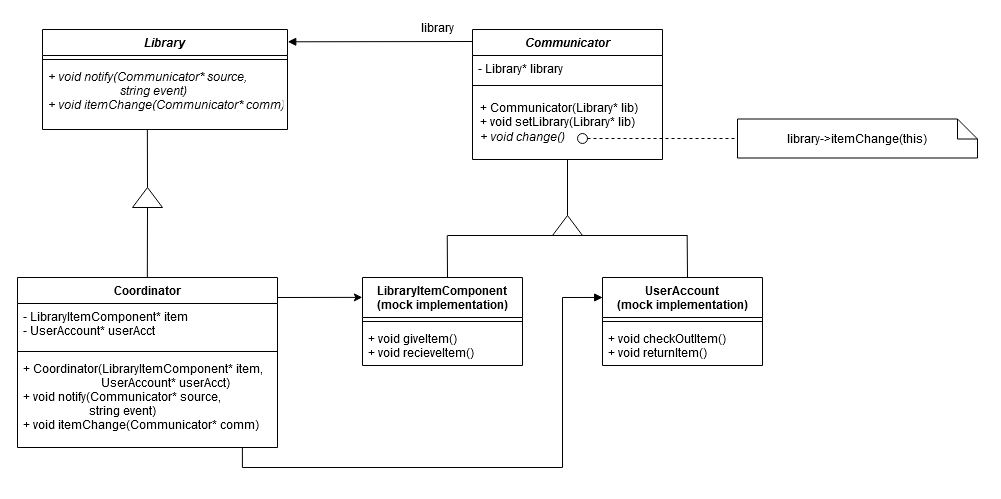 library
Library
Communicator
+ void notify(Communicator* source,
string event)
+ void itemChange(Communicator* comm)
- Library* library
+ Communicator(Library* lib)
+ void setLibrary(Library* lib)
+ void change()
library->itemChange(this)
Coordinator
- LibraryItemComponent* item
- UserAccount* userAcct
+ Coordinator(LibraryItemComponent* item,
UserAccount* userAcct)
+ void notify(Communicator* source,
string event)
+ void itemChange(Communicator* comm)
LibraryItemComponent
(mock implementation)
+ void giveItem()
+ void recieveItem()
UserAccount
(mock implementation)
+ void checkOutItem()
+ void returnItem()